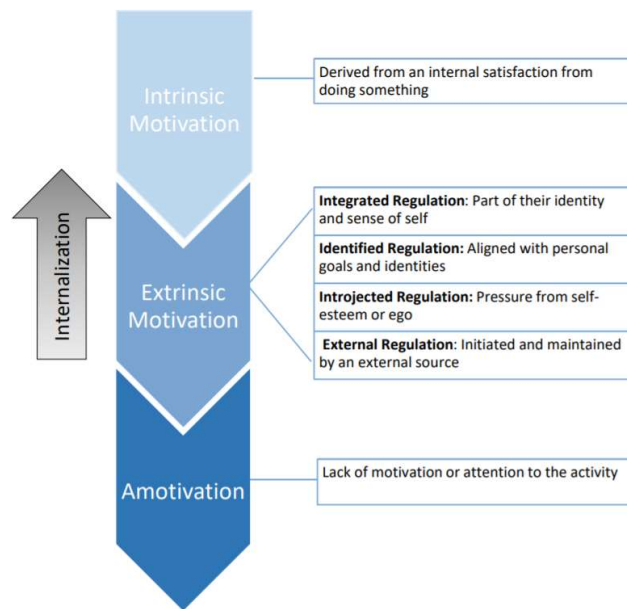 Intrinsic
Motivation
Derived from an internal satisfaction from
doing something
Internalization
Extrinsic
Motivation
Integrated Regulation: Part of their identity
and sense of self
Identified Regulation: Aligned with personal
goals and identities
Introjected Regulation: Pressure from self-
esteem or ego
External Regulation: Initiated and maintained
by an external source
Amotivation
Lack of motivation or attention to the activity